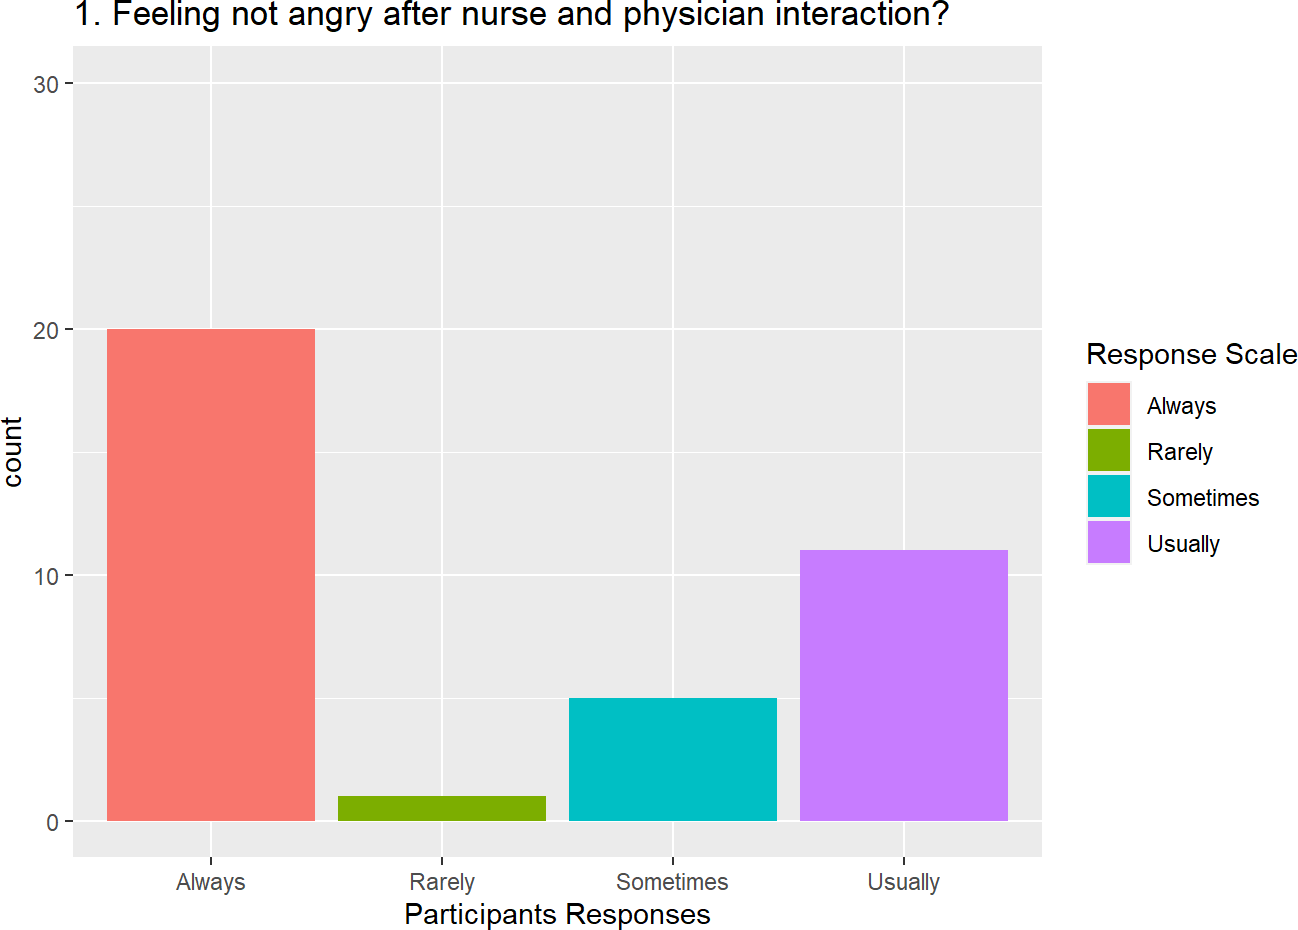 1. Feeling not angry after nurse and physician interaction?
30
20
10
0
count
Always
Rarely
Sometimes
Usually
Participants Responses
Response Scale
Always
Rarely
Sometimes
Usually